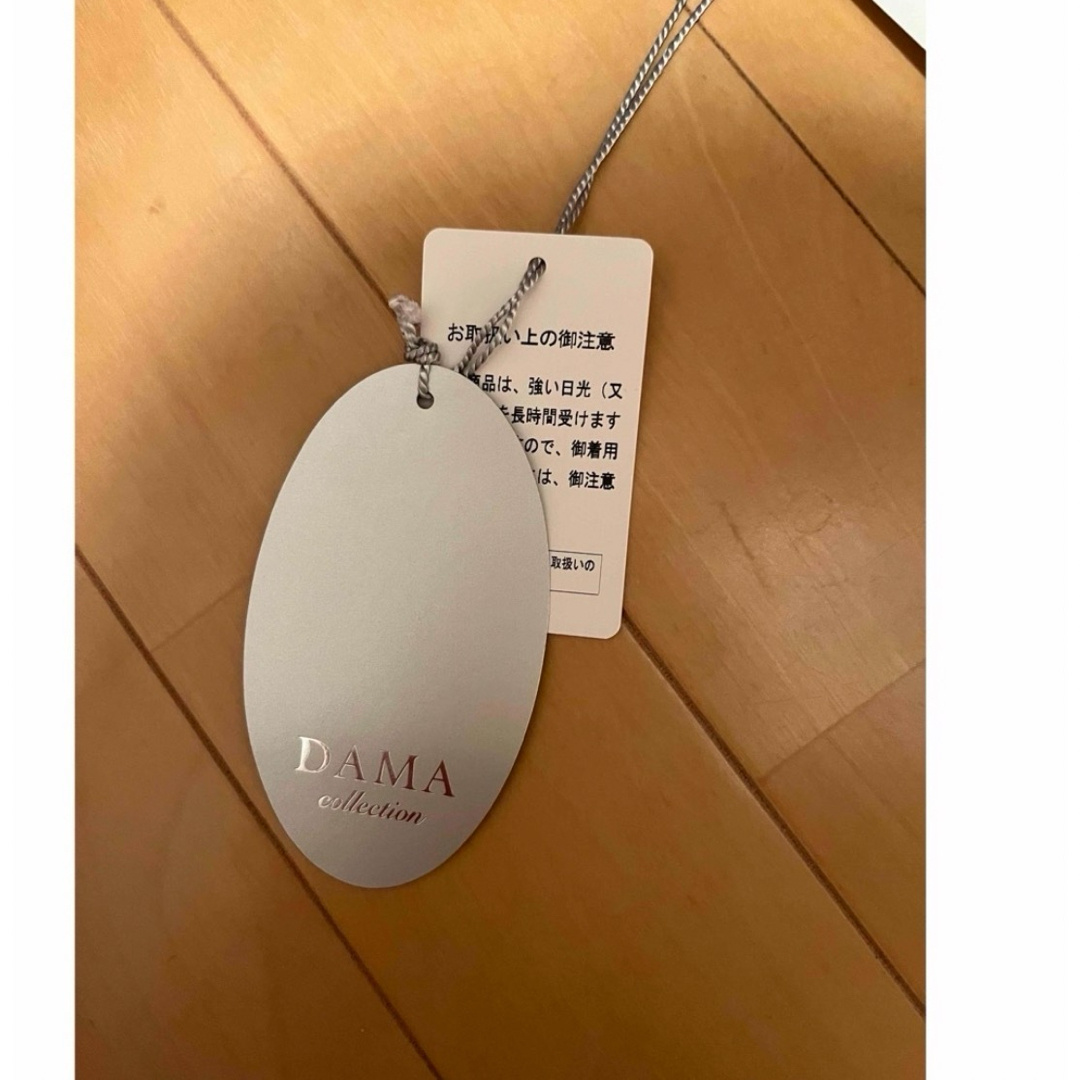 お取扱い上の御注意
商品は、強い日光（又
を長時間受けます
ので、御着用
は、御注意
取扱いの
DAMA
collection